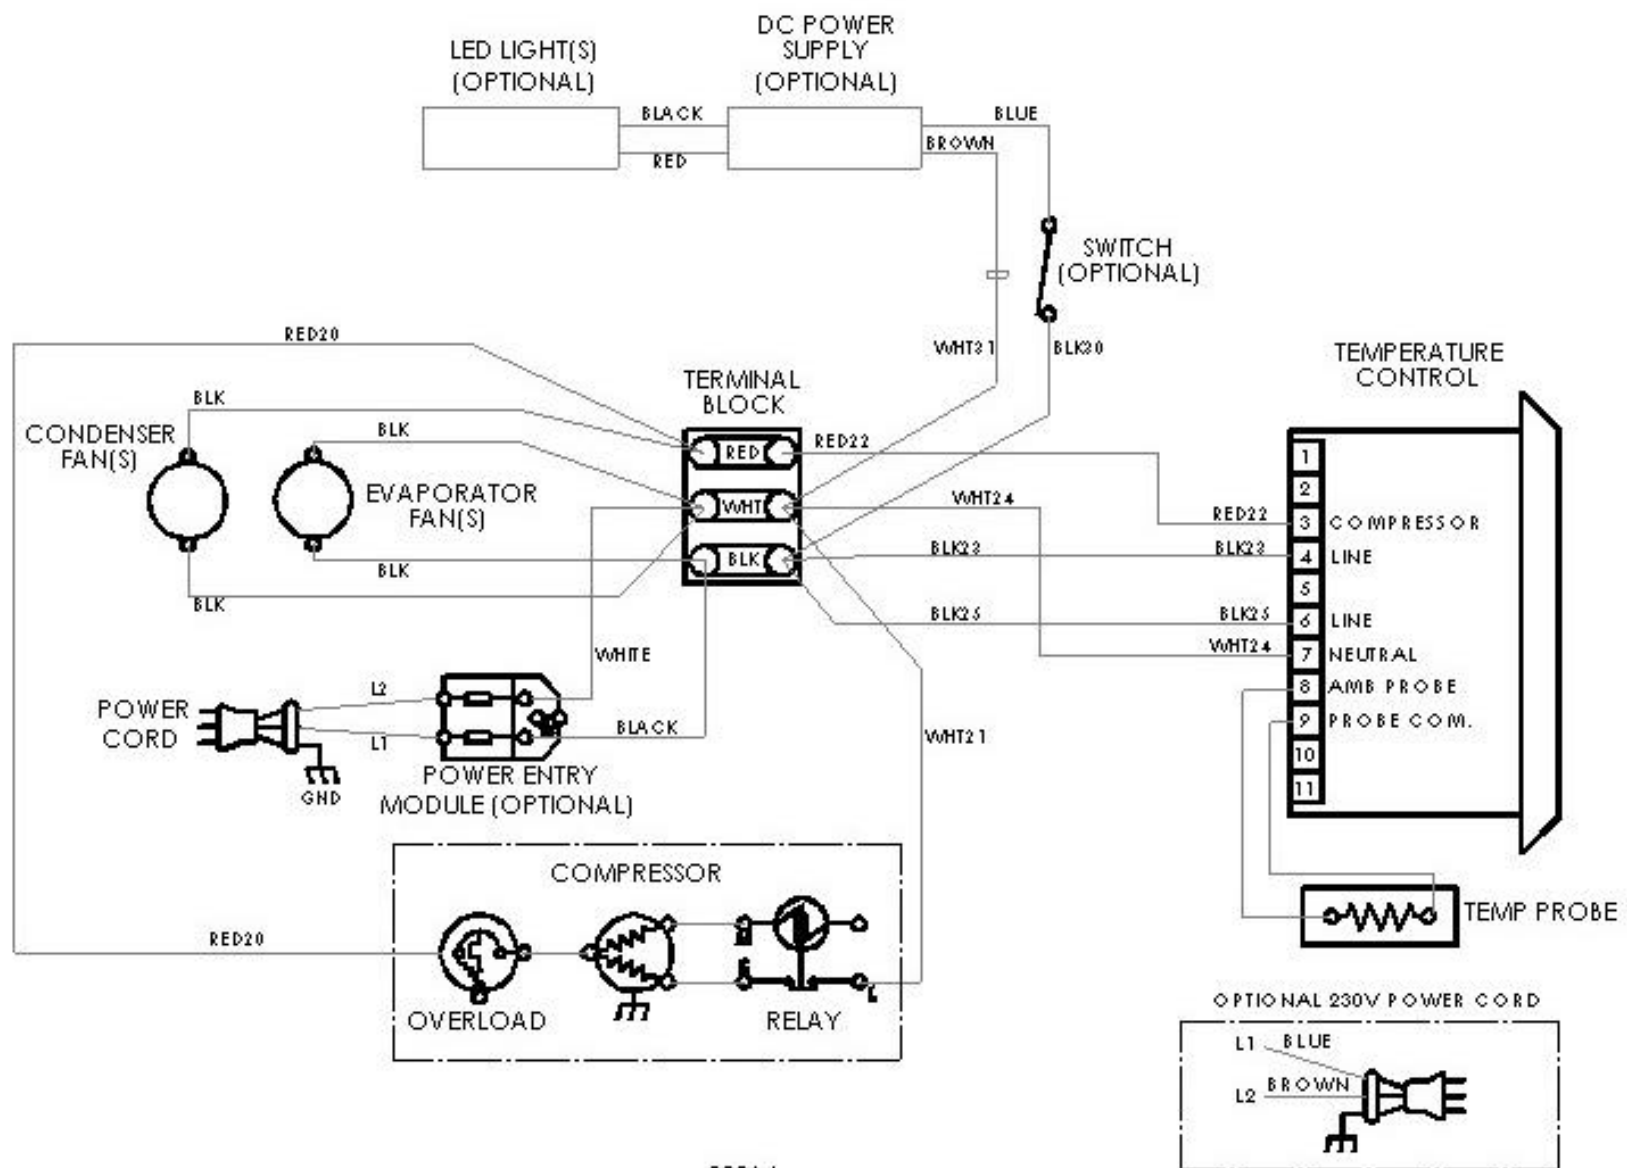 LED LIGHT(S)
(OPTIONAL)
DC POWER
SUPPLY
(OPTIONAL)
BLACK
RED
BLUE
BROWN
SWITCH
(OPTIONAL)
WHT31
BLK30
RED20
BLK
BLK
CONDENSER
FAN(S)
EVAPORATOR
FAN(S)
BLK
BLK
TERMINAL
BLOCK
RED
WHT
BLK
RED22
WHT24
BLK23
BLK25
TEMPERATURE
CONTROL
1
2
RED22 3 COMPRESSOR
BLK23 4 LINE
5
BLK25 6 LINE
WHT24 7 NEUTRAL
8 AMB PROBE
9 PROBE COM.
10
11
TEMP PROBE
WHITE
L2
POWER
CORD
L1
BLACK
GND
POWER ENTRY
MODULE (OPTIONAL)
WHT21
COMPRESSOR
RED20
OVERLOAD
RELAY
L
OPTIONAL 230V POWER CORD
L1 BLUE
L2 BROWN